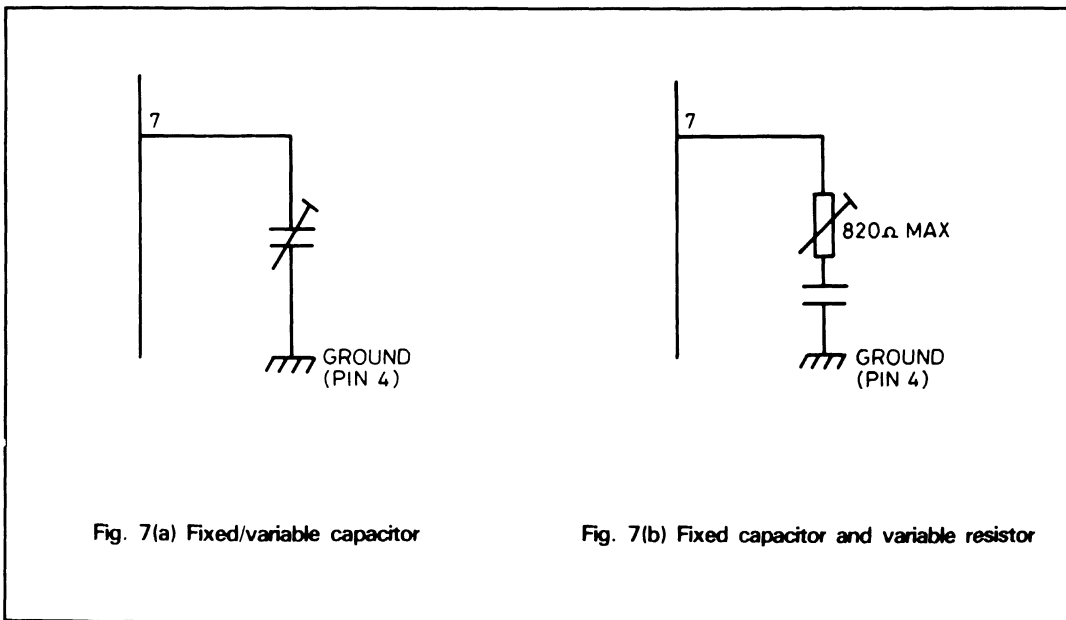 7
GROUND
(PIN 4)
Fig. 7(a) Fixed/variable capacitor
7
820Ω MAX
GROUND
(PIN 4)
Fig. 7(b) Fixed capacitor and variable resistor